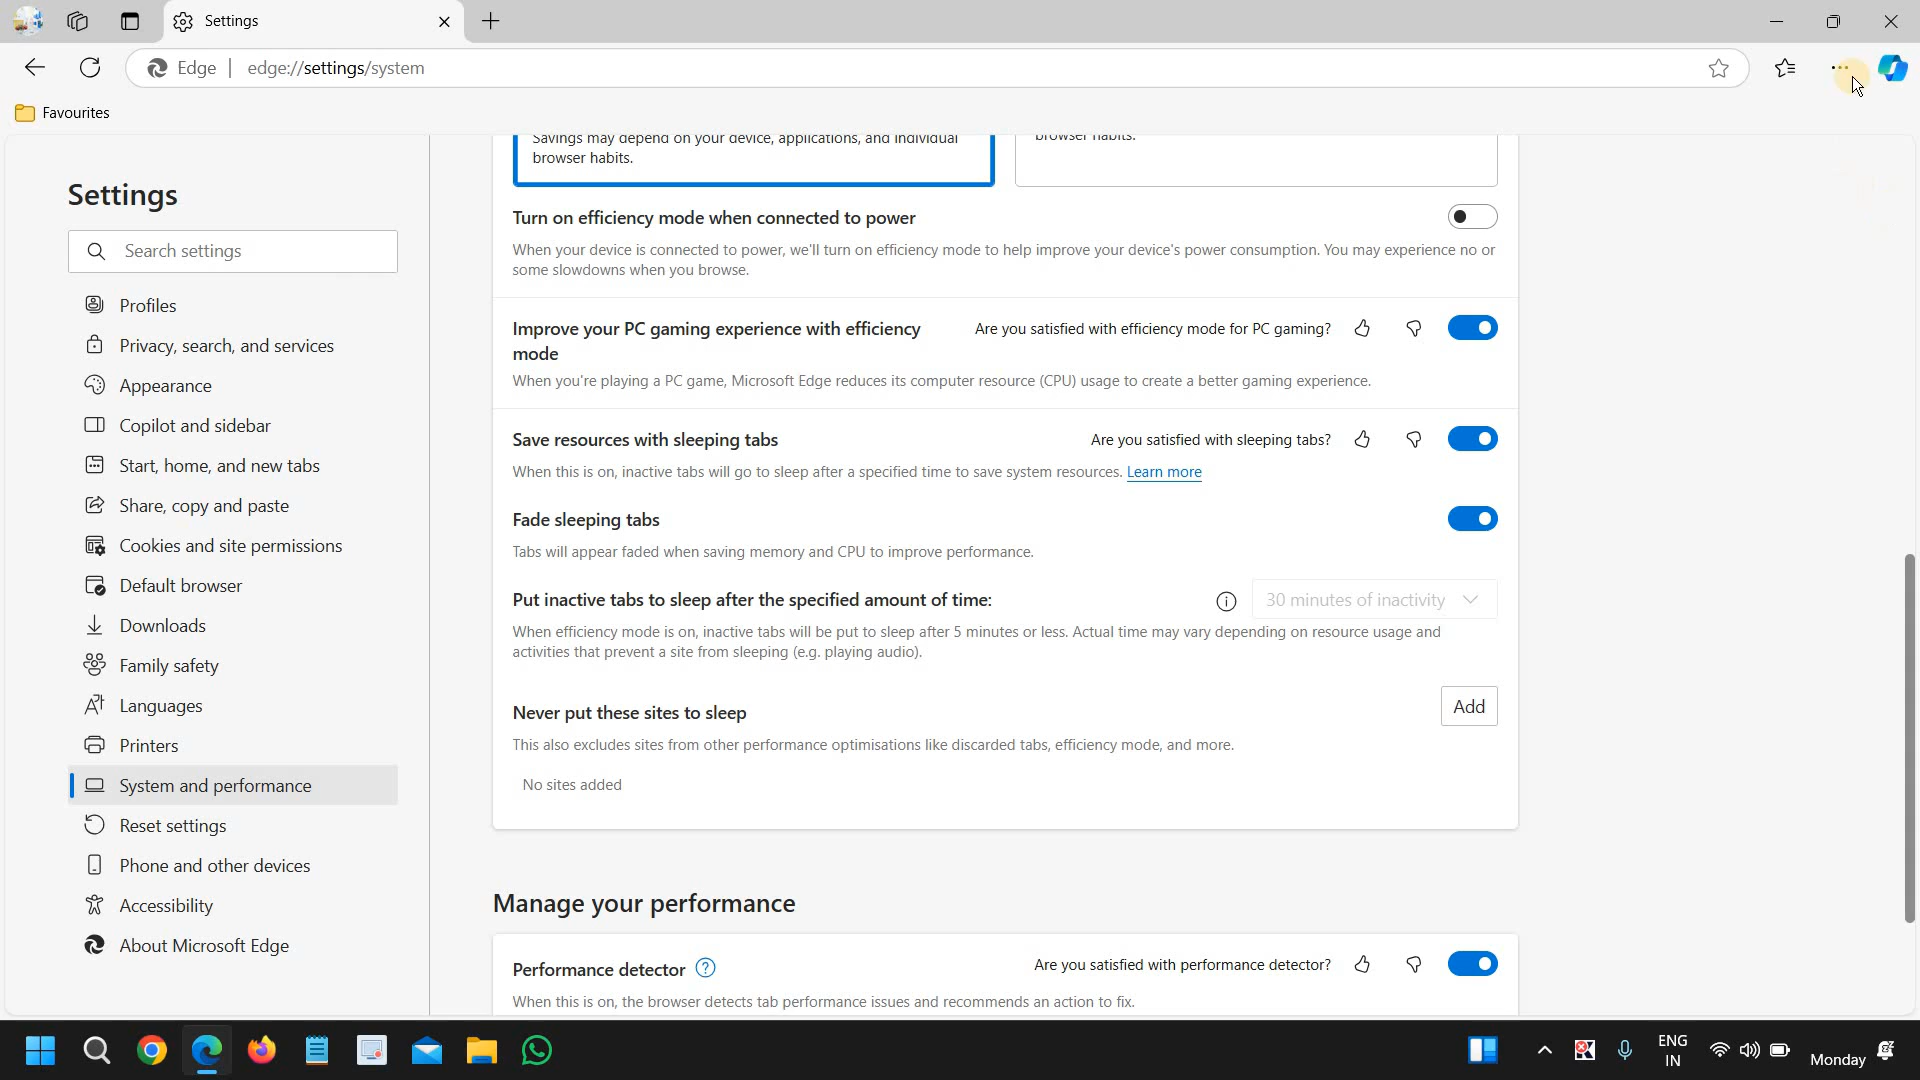 Settings
Edge
edge://settings/system
Favourites
Settings
Search settings
Profiles
Privacy, search, and services
Appearance
Copilot and sidebar
Start, home, and new tabs
Share, copy and paste
Cookies and site permissions
Default browser
Downloads
Family safety
Languages
Printers
System and performance
Reset settings
Phone and other devices
Accessibility
About Microsoft Edge
Savings may depend on your device, applications, and individual
browser habits.
browser habits.
Turn on efficiency mode when connected to power
When your device is connected to power, we'll turn on efficiency mode to help improve your device's power consumption. You may experience no or
some slowdowns when you browse.
Improve your PC gaming experience with efficiency
mode
Are you satisfied with efficiency mode for PC gaming?
When you're playing a PC game, Microsoft Edge reduces its computer resource (CPU) usage to create a better gaming experience.
Save resources with sleeping tabs
Are you satisfied with sleeping tabs?
When this is on, inactive tabs will go to sleep after a specified time to save system resources. Learn more
Fade sleeping tabs
Tabs will appear faded when saving memory and CPU to improve performance.
Put inactive tabs to sleep after the specified amount of time:
30 minutes of inactivity
When efficiency mode is on, inactive tabs will be put to sleep after 5 minutes or less. Actual time may vary depending on resource usage and
activities that prevent a site from sleeping (e.g. playing audio).
Never put these sites to sleep
Add
This also excludes sites from other performance optimisations like discarded tabs, efficiency mode, and more.
No sites added
Manage your performance
Performance detector
Are you satisfied with performance detector?
When this is on, the browser detects tab performance issues and recommends an action to fix.
ENG
IN
Monday